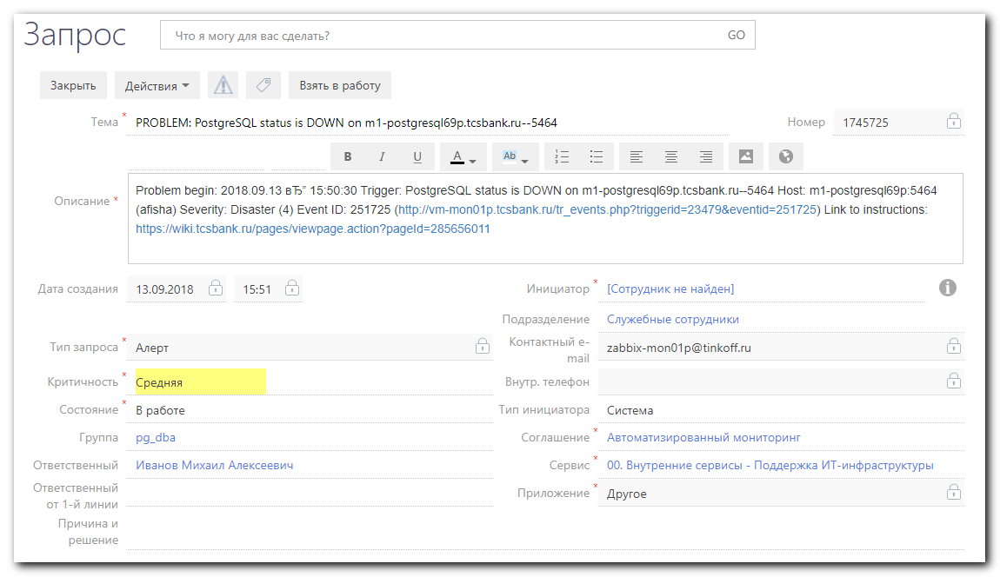 Запрос
Что я могу для вас сделать? GO
Закрыть Действия Взять в работу
Тема * PROBLEM: PostgreSQL status is DOWN on m1-postgresql69p.tcsbank.ru--5464 Номер 1745725
B I U A Ab
Описание * Problem begin: 2018.09.13 вЂ” 15:50:30 Trigger: PostgreSQL status is DOWN on m1-postgresql69p.tcsbank.ru--5464 Host: m1-postgresql69p:5464
(afisha) Severity: Disaster (4) Event ID: 251725 (http://vm-mon01p.tcsbank.ru/tr_events.php?triggerid=23479&eventid=251725) Link to instructions:
https://wiki.tcsbank.ru/pages/viewpage.action?pageId=285656011
Дата создания 13.09.2018 15:51 Инициатор * [Сотрудник не найден]
Подразделение Служебные сотрудники
Тип запроса * Алерт Контактный e-
mail zabbix-mon01p@tinkoff.ru
Критичность * Средняя Внутр. телефон
Состояние * В работе Тип инициатора Система
Группа pg_dba Соглашение * Автоматизированный мониторинг
Ответственный Иванов Михаил Алексеевич Сервис * 00. Внутренние сервисы - Поддержка ИТ-инфраструктуры
Ответственный
от 1-й линии Приложение * Другое
Причина и
решение